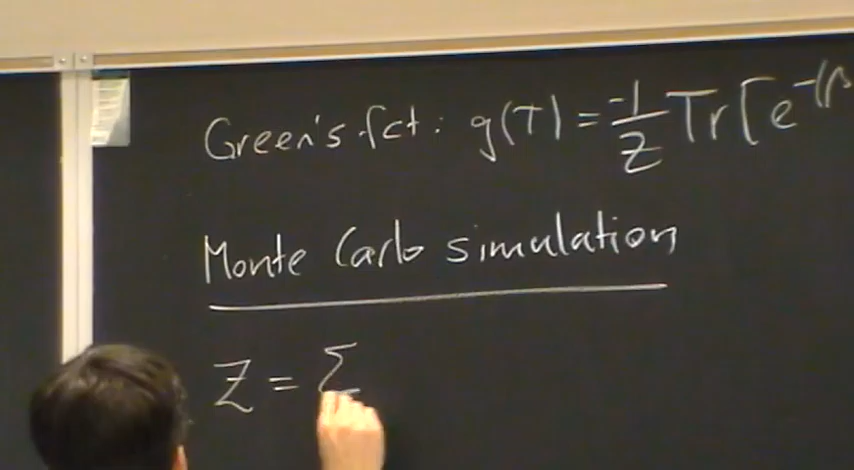 Green's fct: g(τ) = -1/Z Tr[e^-(β
Monte Carlo simulation
Z = Σ